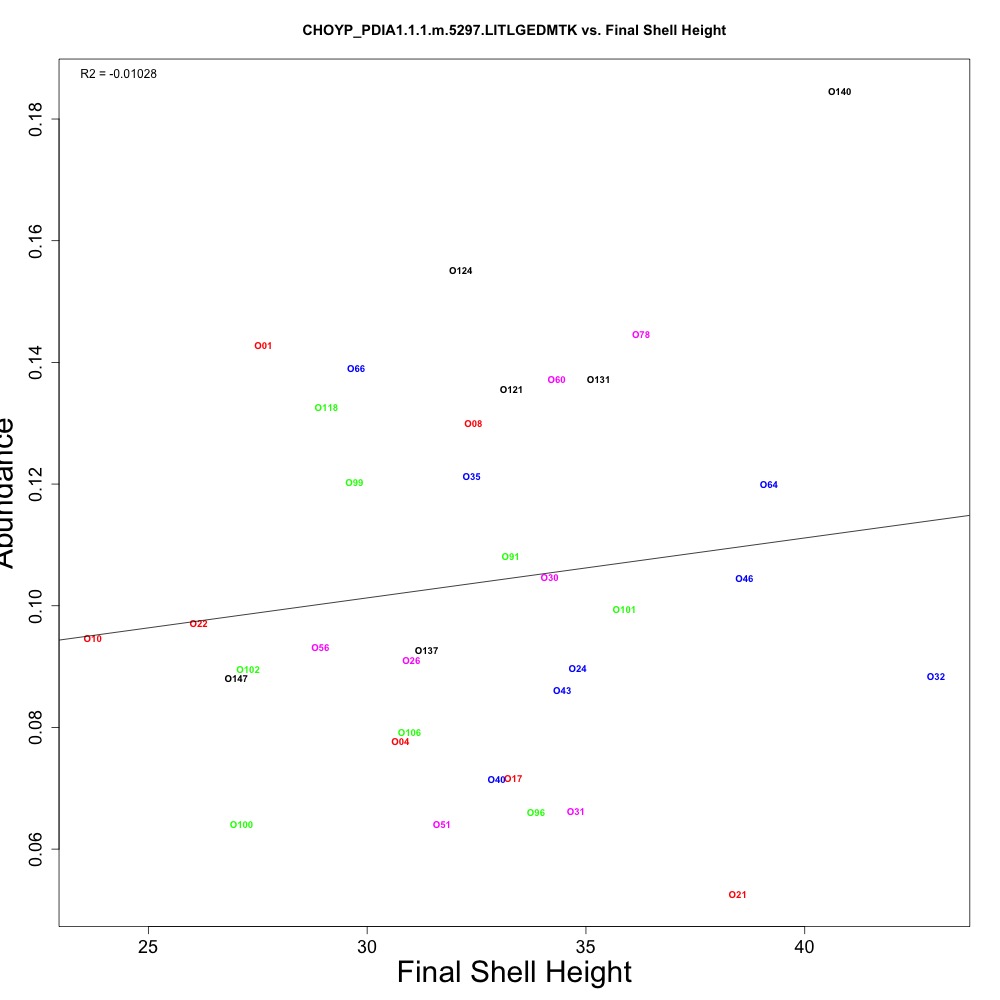 CHOYP_PDIA1.1.1.m.5297.LITLGEDMTK vs. Final Shell Height
R2 = -0.01028
O140
0.18
0.16
O124
O78
O01
0.14
O66
O60
O131
O121
O118
O08
O35
O99
O64
0.12
Abundance
O91
O30
O46
0.10
O101
O22
O10
O56
O137
O26
O102
O24
O147
O32
O43
O106
0.08
O04
O40
O17
O96
O31
O100
O51
0.06
O21
25
30
35
40
Final Shell Height